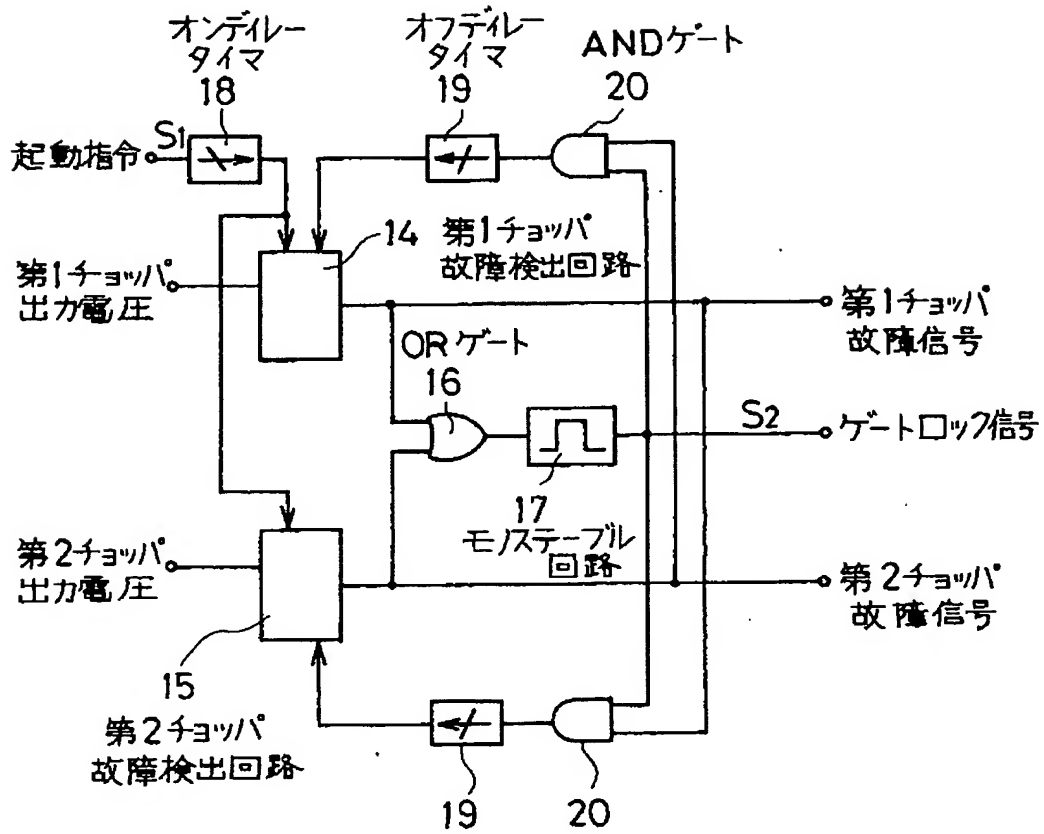 オンディレー
タイマ
18
オフディレー
タイマ
19
ANDゲート
20
起動指令
S1
14
第1チョッパ
故障検出回路
第1チョッパ
出力電圧
第1チョッパ
故障信号
ORゲート
16
S2
ゲートロック信号
17
モノステーブル
回路
第2チョッパ
出力電圧
第2チョッパ
故障信号
15
第2チョッパ
故障検出回路
19
20